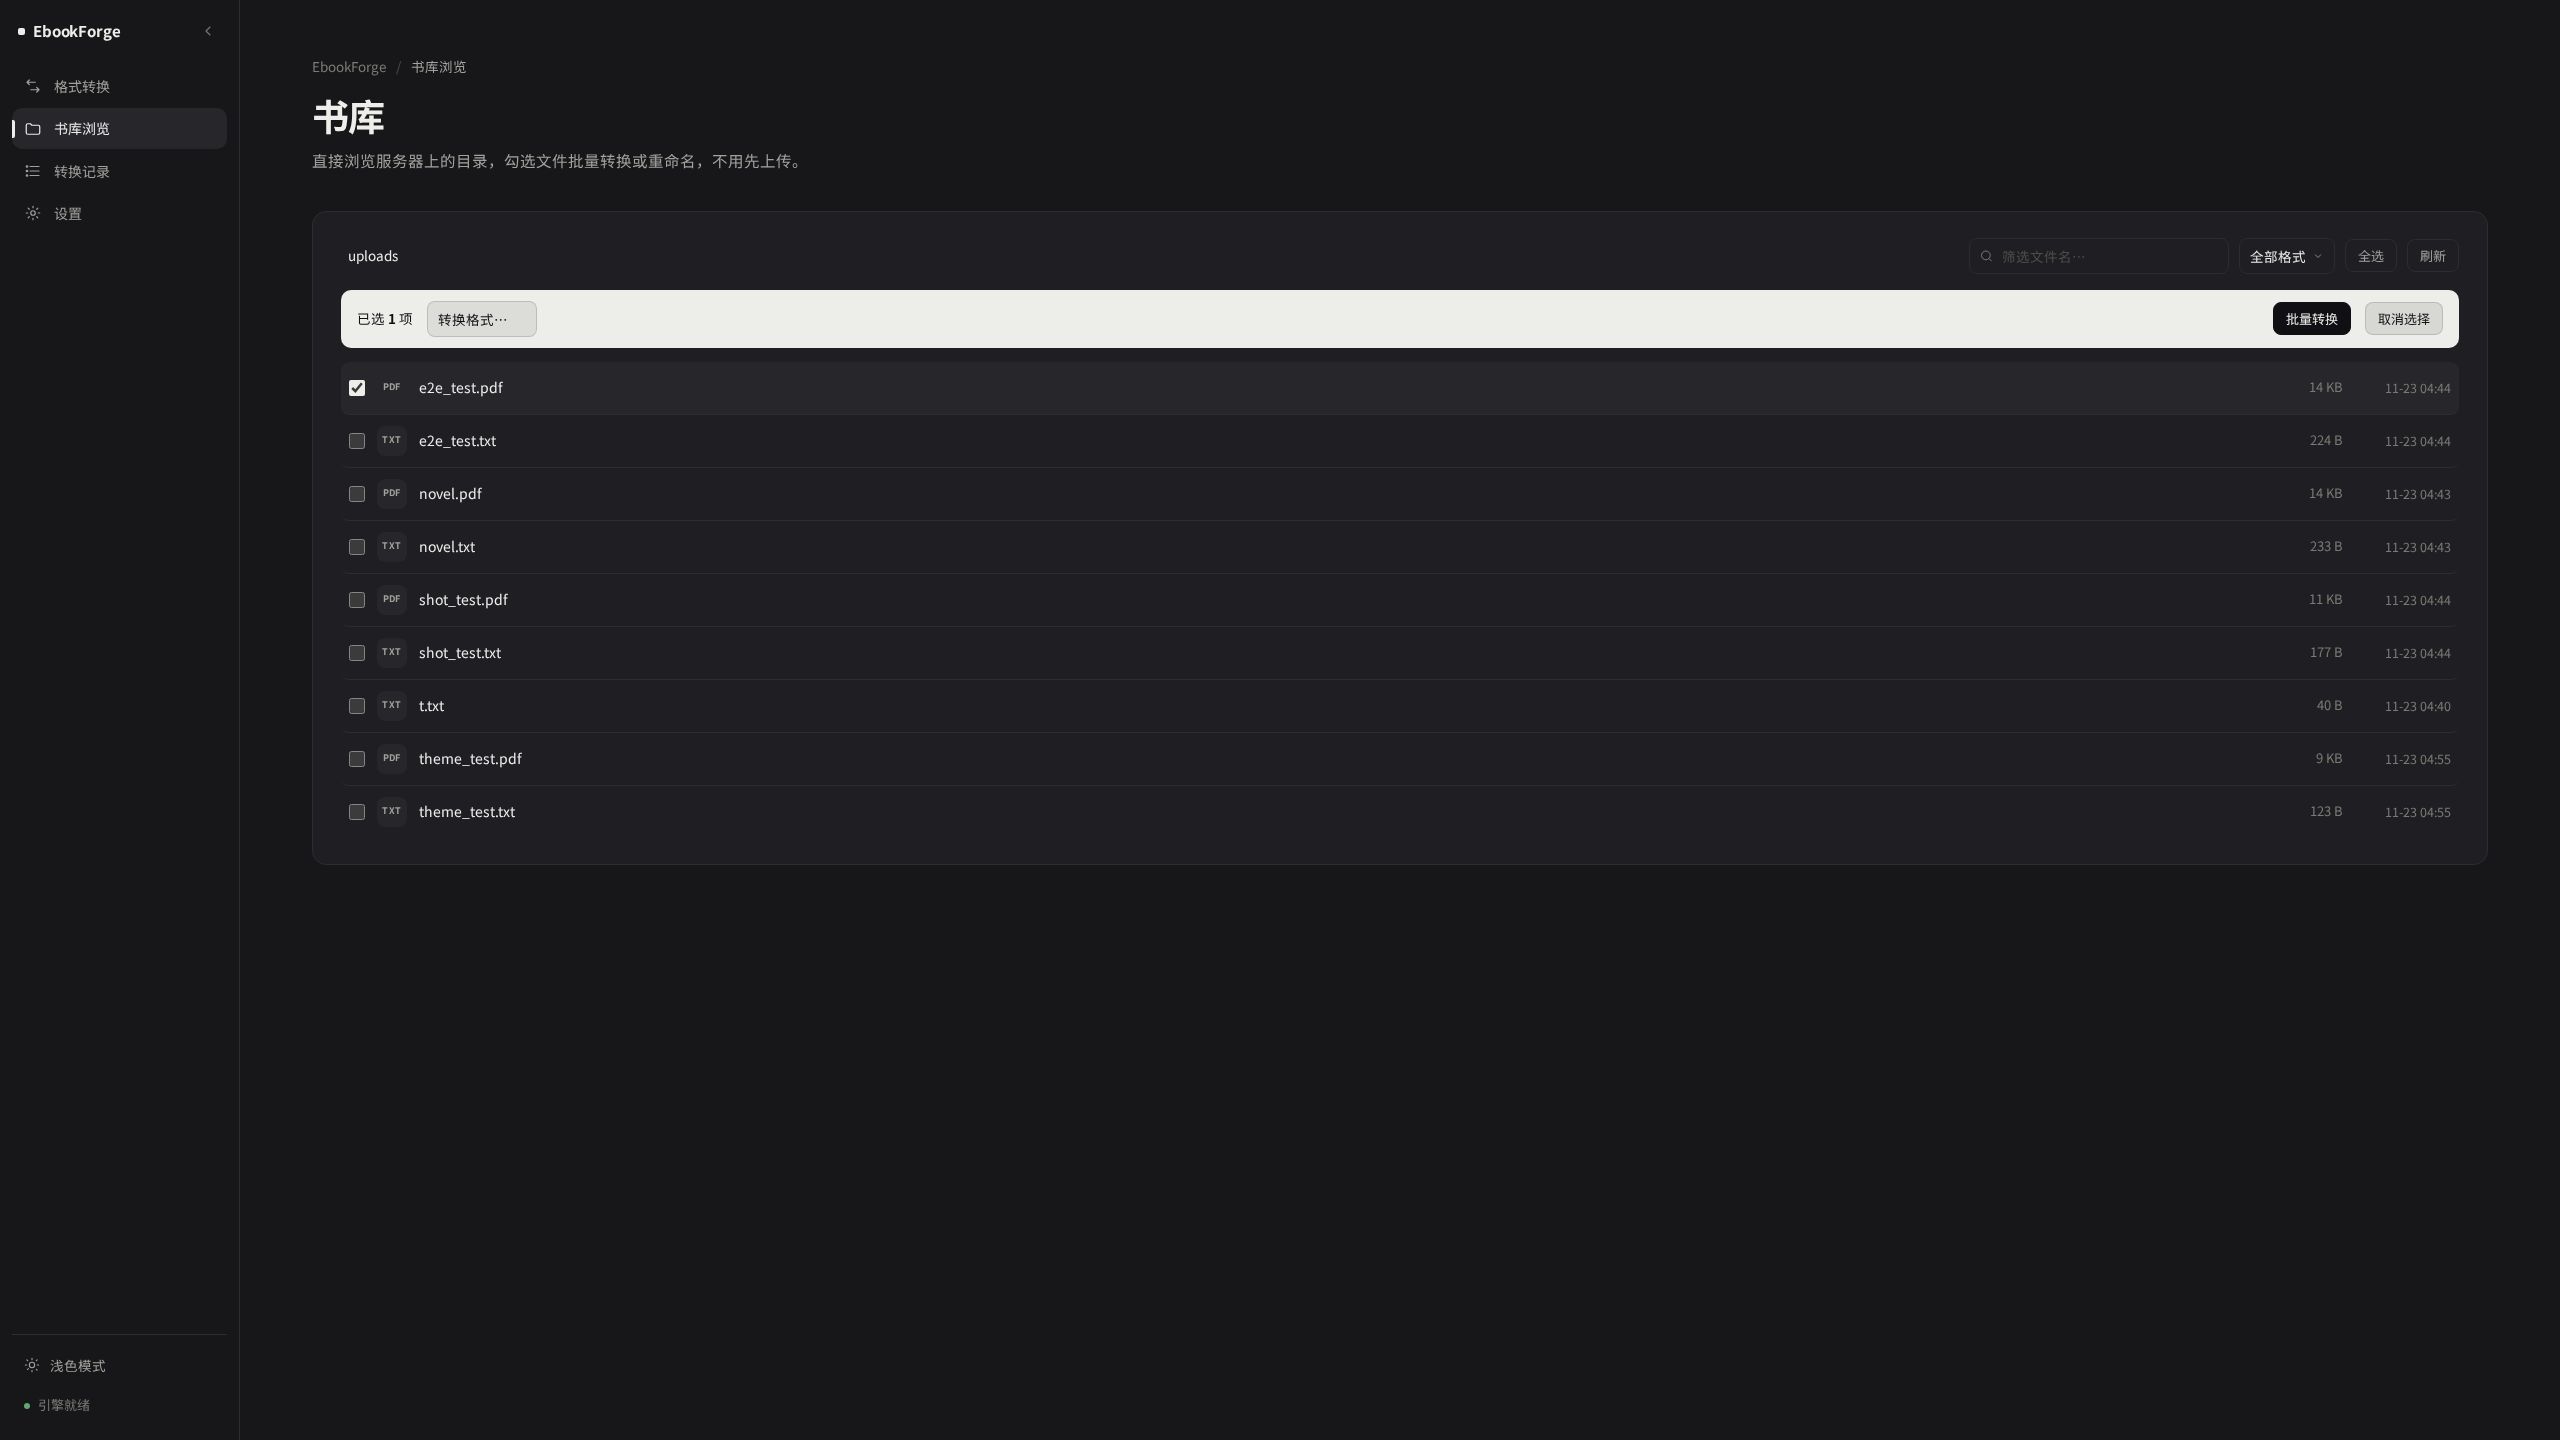 EbookForge
格式转换
书库浏览
转换记录
设置
浅色模式
引擎就绪
EbookForge / 书库浏览
书库
直接浏览服务器上的目录，勾选文件批量转换或重命名，不用先上传。
uploads 筛选文件名… 全部格式 全选 刷新
已选 1 项 转换格式… 批量转换 取消选择
PDF e2e_test.pdf 14 KB 11-23 04:44
TXT e2e_test.txt 224 B 11-23 04:44
PDF novel.pdf 14 KB 11-23 04:43
TXT novel.txt 233 B 11-23 04:43
PDF shot_test.pdf 11 KB 11-23 04:44
TXT shot_test.txt 177 B 11-23 04:44
TXT t.txt 40 B 11-23 04:40
PDF theme_test.pdf 9 KB 11-23 04:55
TXT theme_test.txt 123 B 11-23 04:55